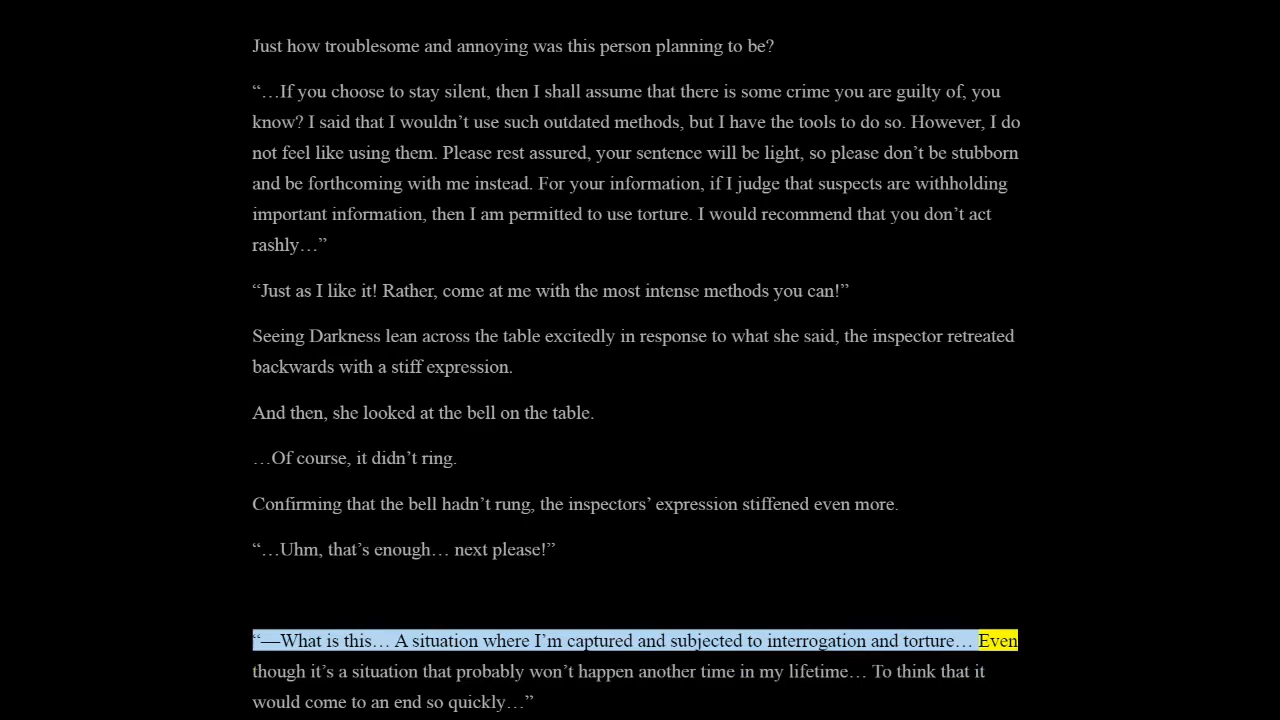 Just how troublesome and annoying was this person planning to be?
“…If you choose to stay silent, then I shall assume that there is some crime you are guilty of, you
know? I said that I wouldn’t use such outdated methods, but I have the tools to do so. However, I do
not feel like using them. Please rest assured, your sentence will be light, so please don’t be stubborn
and be forthcoming with me instead. For your information, if I judge that suspects are withholding
important information, then I am permitted to use torture. I would recommend that you don’t act
rashly…”
“Just as I like it! Rather, come at me with the most intense methods you can!”
Seeing Darkness lean across the table excitedly in response to what she said, the inspector retreated
backwards with a stiff expression.
And then, she looked at the bell on the table.
…Of course, it didn’t ring.
Confirming that the bell hadn’t rung, the inspectors’ expression stiffened even more.
“…Uhm, that’s enough… next please!”
“—What is this… A situation where I’m captured and subjected to interrogation and torture… Even
though it’s a situation that probably won’t happen another time in my lifetime… To think that it
would come to an end so quickly…”